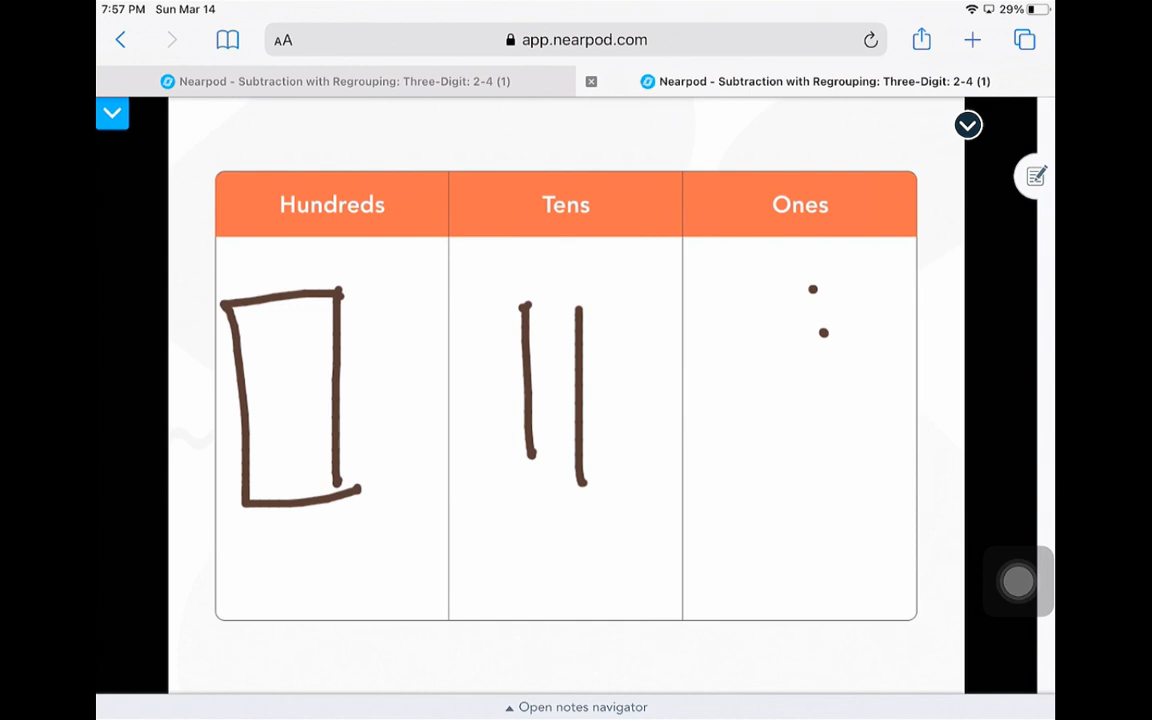 7:57 PM Sun Mar 14
29%
AA
app.nearpod.com
Nearpod - Subtraction with Regrouping: Three-Digit: 2-4 (1)
Nearpod - Subtraction with Regrouping: Three-Digit: 2-4 (1)
Hundreds Tens Ones
Open notes navigator